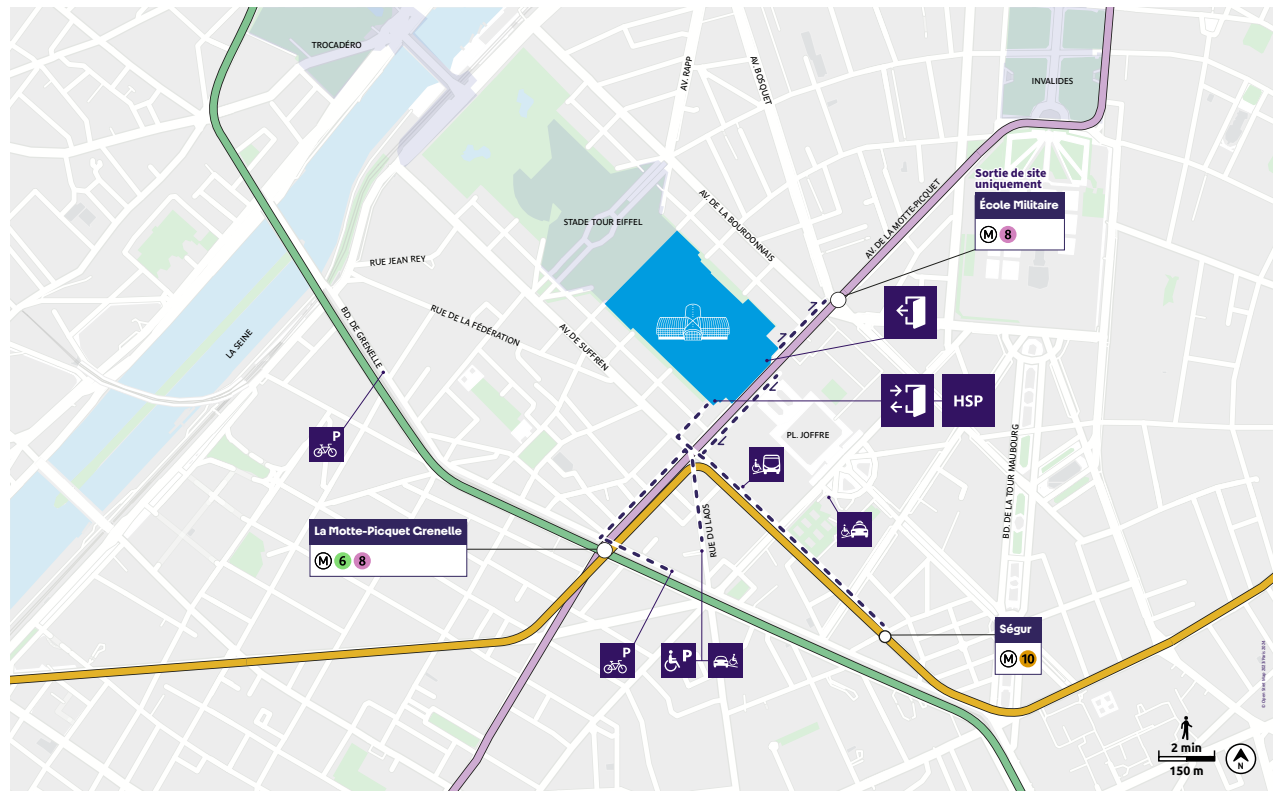 TROCADÉRO
AV. RAPP
AV. BOSQUET
INVALIDES
Sortie de site
uniquement
École Militaire
M 8
AV. DE LA MOTTE-PICQUET
AV. DE LA BOURDONNAIS
STADE TOUR EIFFEL
RUE JEAN REY
RUE DE LA FÉDÉRATION
BD. DE GRENELLE
LA SEINE
AV. DE SUFFREN
HSP
P
PL. JOFFRE
BD. DE LA TOUR MAUBOURG
RUE DU LAOS
La Motte-Picquet Grenelle
M 6 8
Ségur
M 10
P
P
2 min
150 m
N